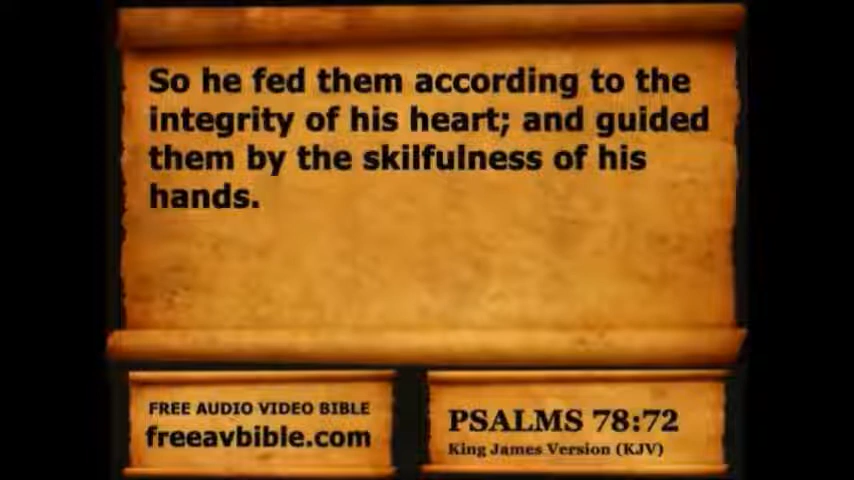 So he fed them according to the
integrity of his heart; and guided
them by the skilfulness of his
hands.
FREE AUDIO VIDEO BIBLE
freeavbible.com
PSALMS 78:72
King James Version (KJV)